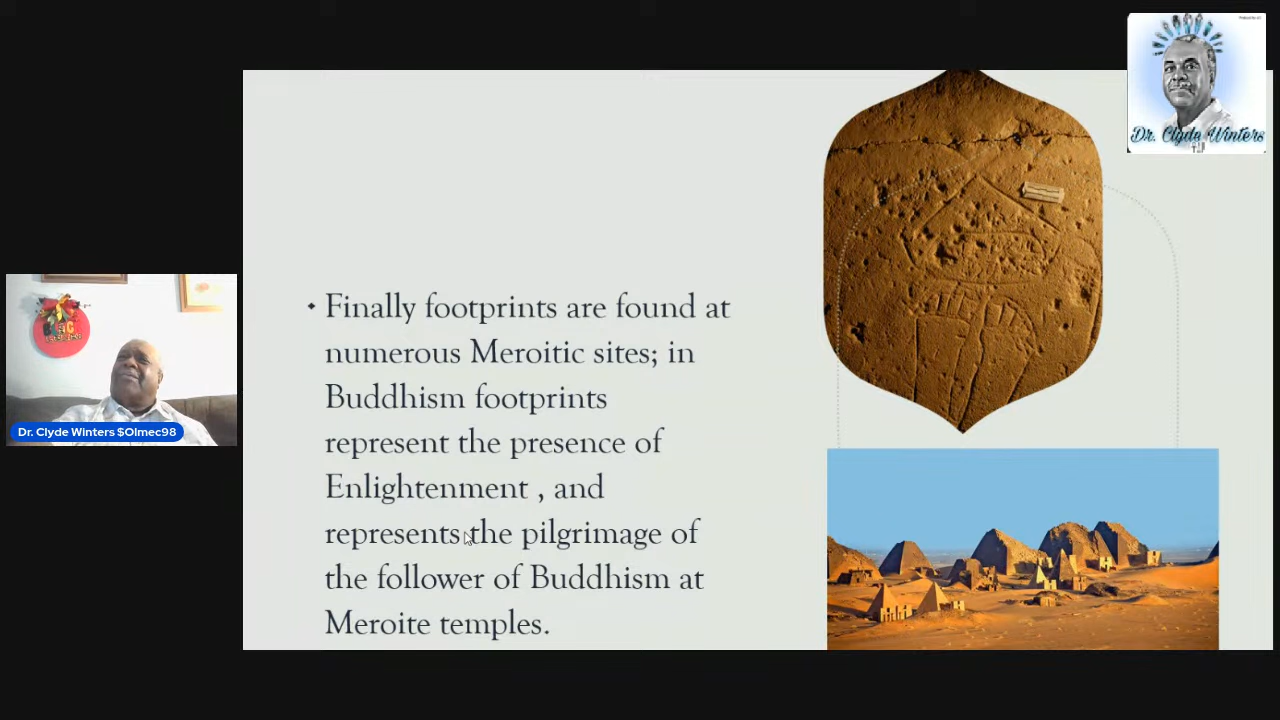 Dr. Clyde Winters
• Finally footprints are found at
numerous Meroitic sites; in
Buddhism footprints
represent the presence of
Enlightenment , and
represents the pilgrimage of
the follower of Buddhism at
Meroite temples.
Dr. Clyde Winters $Olmec98